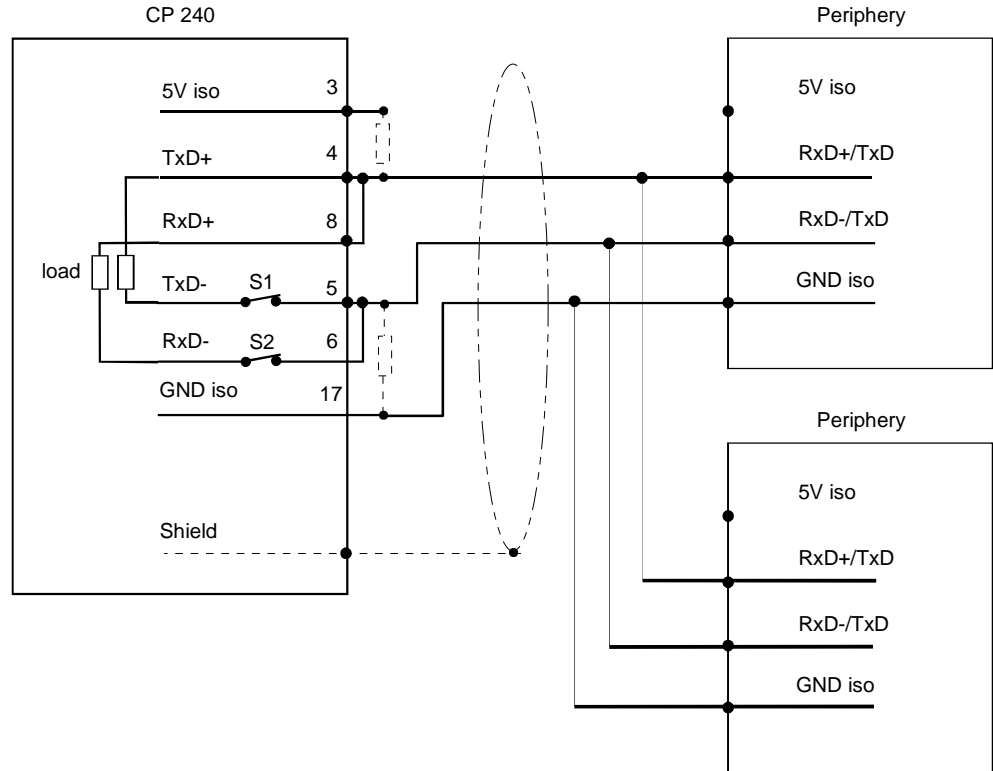 CP 240
5V iso 3
TxD+ 4
RxD+ 8
load
TxD- S1 5
RxD- S2 6
GND iso 17
Shield
Periphery
5V iso
RxD+/TxD
RxD-/TxD
GND iso
Periphery
5V iso
RxD+/TxD
RxD-/TxD
GND iso